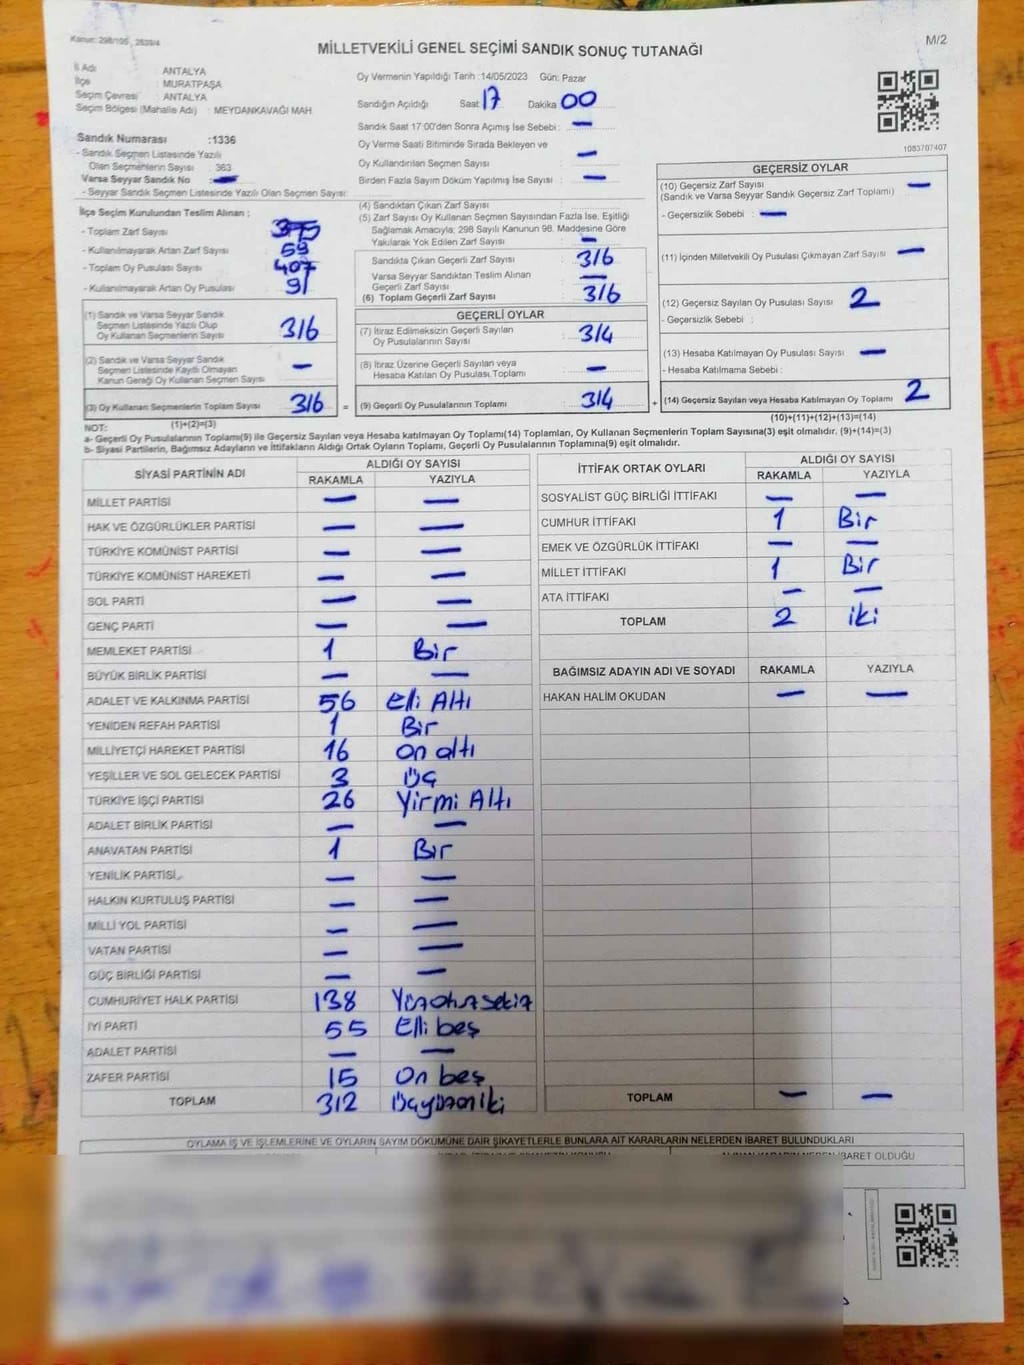 Kanun: 298/105, 2839/4
MİLLETVEKİLİ GENEL SEÇİMİ SANDIK SONUÇ TUTANAĞI
M/2
İl Adı : ANTALYA
İlçe : MURATPAŞA
Seçim Çevresi : ANTALYA
Seçim Bölgesi (Mahalle Adı) : MEYDANKAVAĞI MAH
Sandık Numarası :1336
- Sandık Seçmen Listesinde Yazılı
Olan Seçmenlerin Sayısı : 363
Varsa Seyyar Sandık No : —
- Seyyar Sandık Seçmen Listesinde Yazılı Olan Seçmen Sayısı:
Oy Vermenin Yapıldığı Tarih :14/05/2023 Gün: Pazar
Sandığın Açıldığı Saat 17 Dakika 00
Sandık Saat 17:00'den Sonra Açılmış İse Sebebi : —
Oy Verme Saati Bitiminde Sırada Bekleyen ve
Oy Kullandırılan Seçmen Sayısı : —
Birden Fazla Sayım Döküm Yapılmış İse Sayısı : —
1083707407
İlçe Seçim Kurulundan Teslim Alınan :
- Toplam Zarf Sayısı : 375
- Kullanılmayarak Artan Zarf Sayısı : 59
- Toplam Oy Pusulası Sayısı : 407
- Kullanılmayarak Artan Oy Pusulası : 91
(1) Sandık ve Varsa Seyyar Sandık
Seçmen Listesinde Yazılı Olup
Oy Kullanan Seçmenlerin Sayısı 316
(2) Sandık ve Varsa Seyyar Sandık
Seçmen Listesinde Kayıtlı Olmayan
Kanun Gereği Oy Kullanan Seçmen Sayısı —
(3) Oy Kullanan Seçmenlerin Toplam Sayısı 316 =
(1)+(2)=(3)
(4) Sandıktan Çıkan Zarf Sayısı
(5) Zarf Sayısı Oy Kullanan Seçmen Sayısından Fazla İse, Eşitliği
Sağlamak Amacıyla; 298 Sayılı Kanunun 98. Maddesine Göre
Yakılarak Yok Edilen Zarf Sayısı : —
Sandıkta Çıkan Geçerli Zarf Sayısı : 316
Varsa Seyyar Sandıktan Teslim Alınan
Geçerli Zarf Sayısı : —
(6) Toplam Geçerli Zarf Sayısı : 316
GEÇERLİ OYLAR
(7) İtiraz Edilmeksizin Geçerli Sayılan
Oy Pusulalarının Sayısı : 314
(8) İtiraz Üzerine Geçerli Sayılan veya
Hesaba Katılan Oy Pusulası Toplamı : —
(9) Geçerli Oy Pusulalarının Toplamı : 314 +
GEÇERSİZ OYLAR
(10) Geçersiz Zarf Sayısı : —
(Sandık ve Varsa Seyyar Sandık Geçersiz Zarf Toplamı)
- Geçersizlik Sebebi : —
(11) İçinden Milletvekili Oy Pusulası Çıkmayan Zarf Sayısı : —
(12) Geçersiz Sayılan Oy Pusulası Sayısı : 2
- Geçersizlik Sebebi :
(13) Hesaba Katılmayan Oy Pusulası Sayısı : —
- Hesaba Katılmama Sebebi :
(14) Geçersiz Sayılan veya Hesaba Katılmayan Oy Toplamı : 2
(10)+(11)+(12)+(13)=(14)
NOT:
a- Geçerli Oy Pusulalarının Toplamı(9) ile Geçersiz Sayılan veya Hesaba katılmayan Oy Toplamı(14) Toplamları, Oy Kullanan Seçmenlerin Toplam Sayısına(3) eşit olmalıdır. (9)+(14)=(3)
b- Siyasi Partilerin, Bağımsız Adayların ve İttifakların Aldığı Ortak Oyların Toplamı, Geçerli Oy Pusulalarının Toplamına(9) eşit olmalıdır.
SİYASİ PARTİNİN ADI ALDIĞI OY SAYISI
RAKAMLA YAZIYLA
MİLLET PARTİSİ — —
HAK VE ÖZGÜRLÜKLER PARTİSİ — —
TÜRKİYE KOMÜNİST PARTİSİ — —
TÜRKİYE KOMÜNİST HAREKETİ — —
SOL PARTİ — —
GENÇ PARTİ — —
MEMLEKET PARTİSİ 1 Bir
BÜYÜK BİRLİK PARTİSİ — —
ADALET VE KALKINMA PARTİSİ 56 Elli Altı
YENİDEN REFAH PARTİSİ 1 Bir
MİLLİYETÇİ HAREKET PARTİSİ 16 On altı
YEŞİLLER VE SOL GELECEK PARTİSİ 3 üç
TÜRKİYE İŞÇİ PARTİSİ 26 Yirmi Altı
ADALET BİRLİK PARTİSİ — —
ANAVATAN PARTİSİ 1 Bir
YENİLİK PARTİSİ — —
HALKIN KURTULUŞ PARTİSİ — —
MİLLİ YOL PARTİSİ — —
VATAN PARTİSİ — —
GÜÇ BİRLİĞİ PARTİSİ — —
CUMHURİYET HALK PARTİSİ 138 Yüzotuzsekiz
İYİ PARTİ 55 Elli beş
ADALET PARTİSİ — —
ZAFER PARTİSİ 15 On beş
TOPLAM 312 üçyüzoniki
İTTİFAK ORTAK OYLARI ALDIĞI OY SAYISI
RAKAMLA YAZIYLA
SOSYALİST GÜÇ BİRLİĞİ İTTİFAKI — —
CUMHUR İTTİFAKI 1 Bir
EMEK VE ÖZGÜRLÜK İTTİFAKI — —
MİLLET İTTİFAKI 1 Bir
ATA İTTİFAKI — —
TOPLAM 2 iki
BAĞIMSIZ ADAYIN ADI VE SOYADI RAKAMLA YAZIYLA
HAKAN HALİM OKUDAN — —
TOPLAM — —
OYLAMA İŞ VE İŞLEMLERİNE VE OYLARIN SAYIM DÖKÜMÜNE DAİR ŞİKAYETLERLE BUNLARA AİT KARARLARIN NELERDEN İBARET BULUNDUKLARI
ALINAN KARARIN NEDEN İBARET OLDUĞU